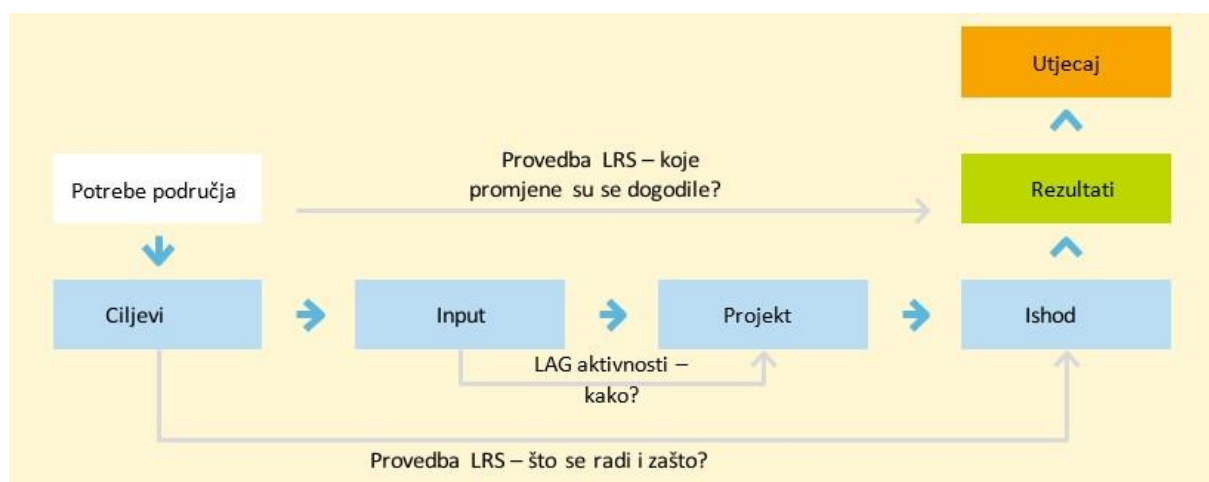 Utjecaj
Provedba LRS – koje
promjene su se dogodile?
Potrebe područja
Rezultati
Ciljevi
Input
Projekt
Ishod
LAG aktivnosti –
kako?
Provedba LRS – što se radi i zašto?